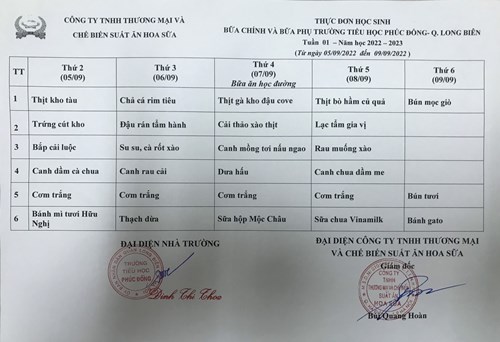 CÔNG TY TNHH THƯƠNG MẠI VÀ
CHẾ BIẾN SUẤT ĂN HOA SỮA
THỰC ĐƠN HỌC SINH
BỮA CHÍNH VÀ BỮA PHỤ TRƯỜNG TIỂU HỌC PHÚC ĐỒNG- Q. LONG BIÊN
Tuần 01 – Năm học 2022 – 2023
(Từ ngày 05/09/2022 đến 09/09/2022 )
TT Thứ 2 Thứ 3 Thứ 4 Thứ 5 Thứ 6
(05/09) (06/09) (07/09) (08/09) (09/09)
Bữa ăn học đường
1 Thịt kho tàu Chả cá rim tiêu Thịt gà kho đậu cove Thịt bò hầm củ quả Bún mọc giò
2 Trứng cút kho Đậu rán tẩm hành Cải thảo xào thịt Lạc tẩm gia vị
3 Bắp cải luộc Su su, cà rốt xào Canh mồng tơi nấu ngao Rau muống xào
4 Canh dầm cà chua Canh rau cải Dưa hấu Canh chua dầm me
5 Cơm trắng Cơm trắng Cơm trắng Cơm trắng Bún tươi
6 Bánh mì tươi Hữu Thạch dừa Sữa hộp Mộc Châu Sữa chua Vinamilk Bánh gato
Nghị
ĐẠI DIỆN NHÀ TRƯỜNG
ĐẠI DIỆN CÔNG TY TNHH THƯƠNG MẠI
VÀ CHẾ BIẾN SUẤT ĂN HOA SỮA
Giám đốc
TRƯỜNG
TIỂU HỌC
PHÚC ĐỒNG
Đinh Thị Thoa
CÔNG TY
TNHH
THƯƠNG MẠI VÀ CHẾ BIẾN
SUẤT ĂN
HOA SỮA
Bùi Quang Hoàn